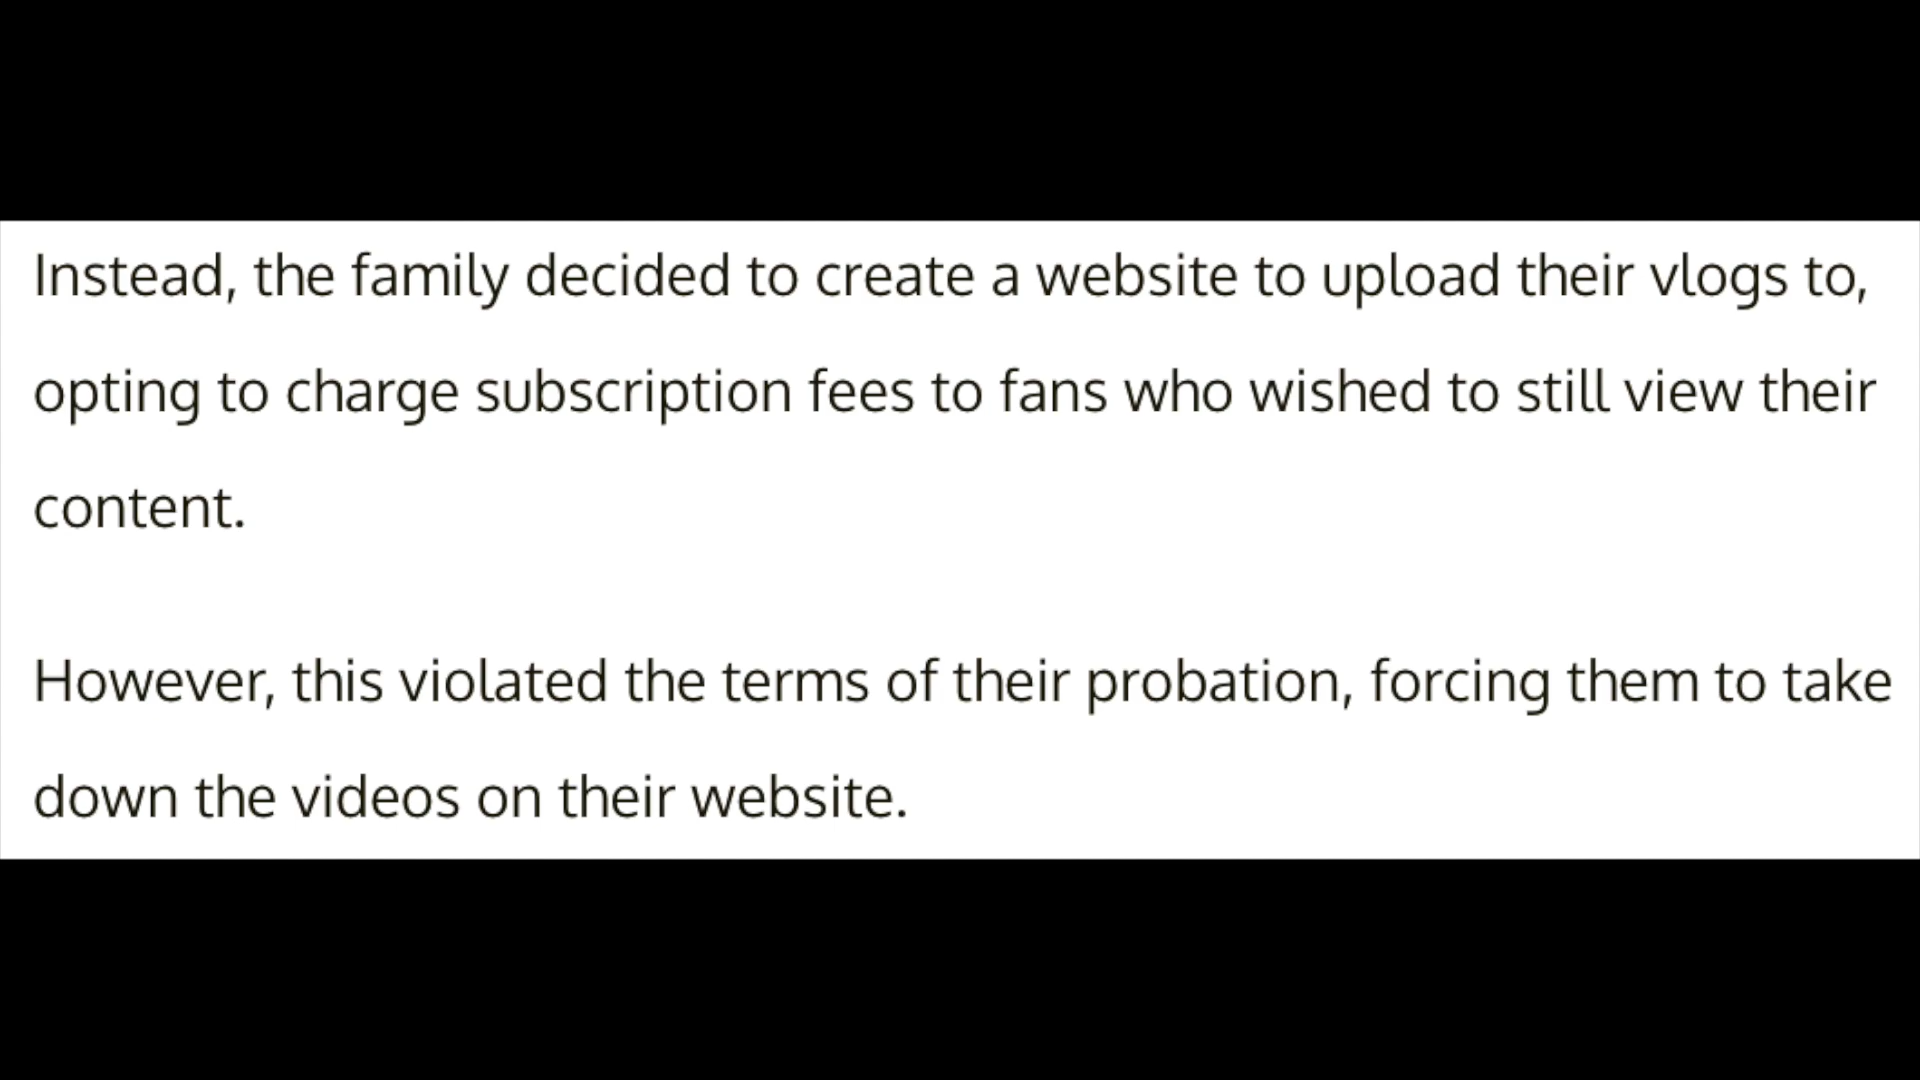 Instead, the family decided to create a website to upload their vlogs to,
opting to charge subscription fees to fans who wished to still view their
content.
However, this violated the terms of their probation, forcing them to take
down the videos on their website.